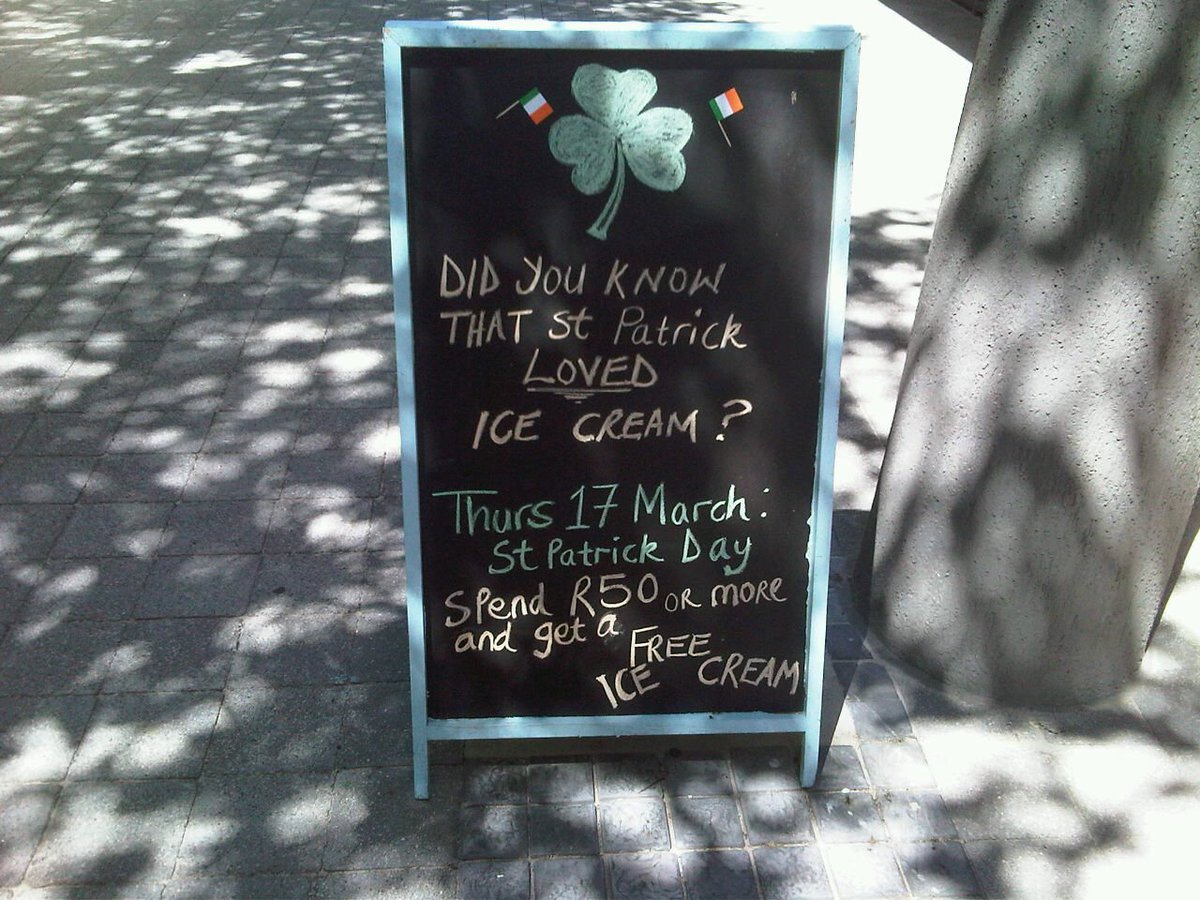 DID YOU KNOW
THAT St Patrick
LOVED
ICE CREAM?
Thurs 17 March:
St Patrick Day
Spend R50 OR more
and get a FREE
ICE CREAM